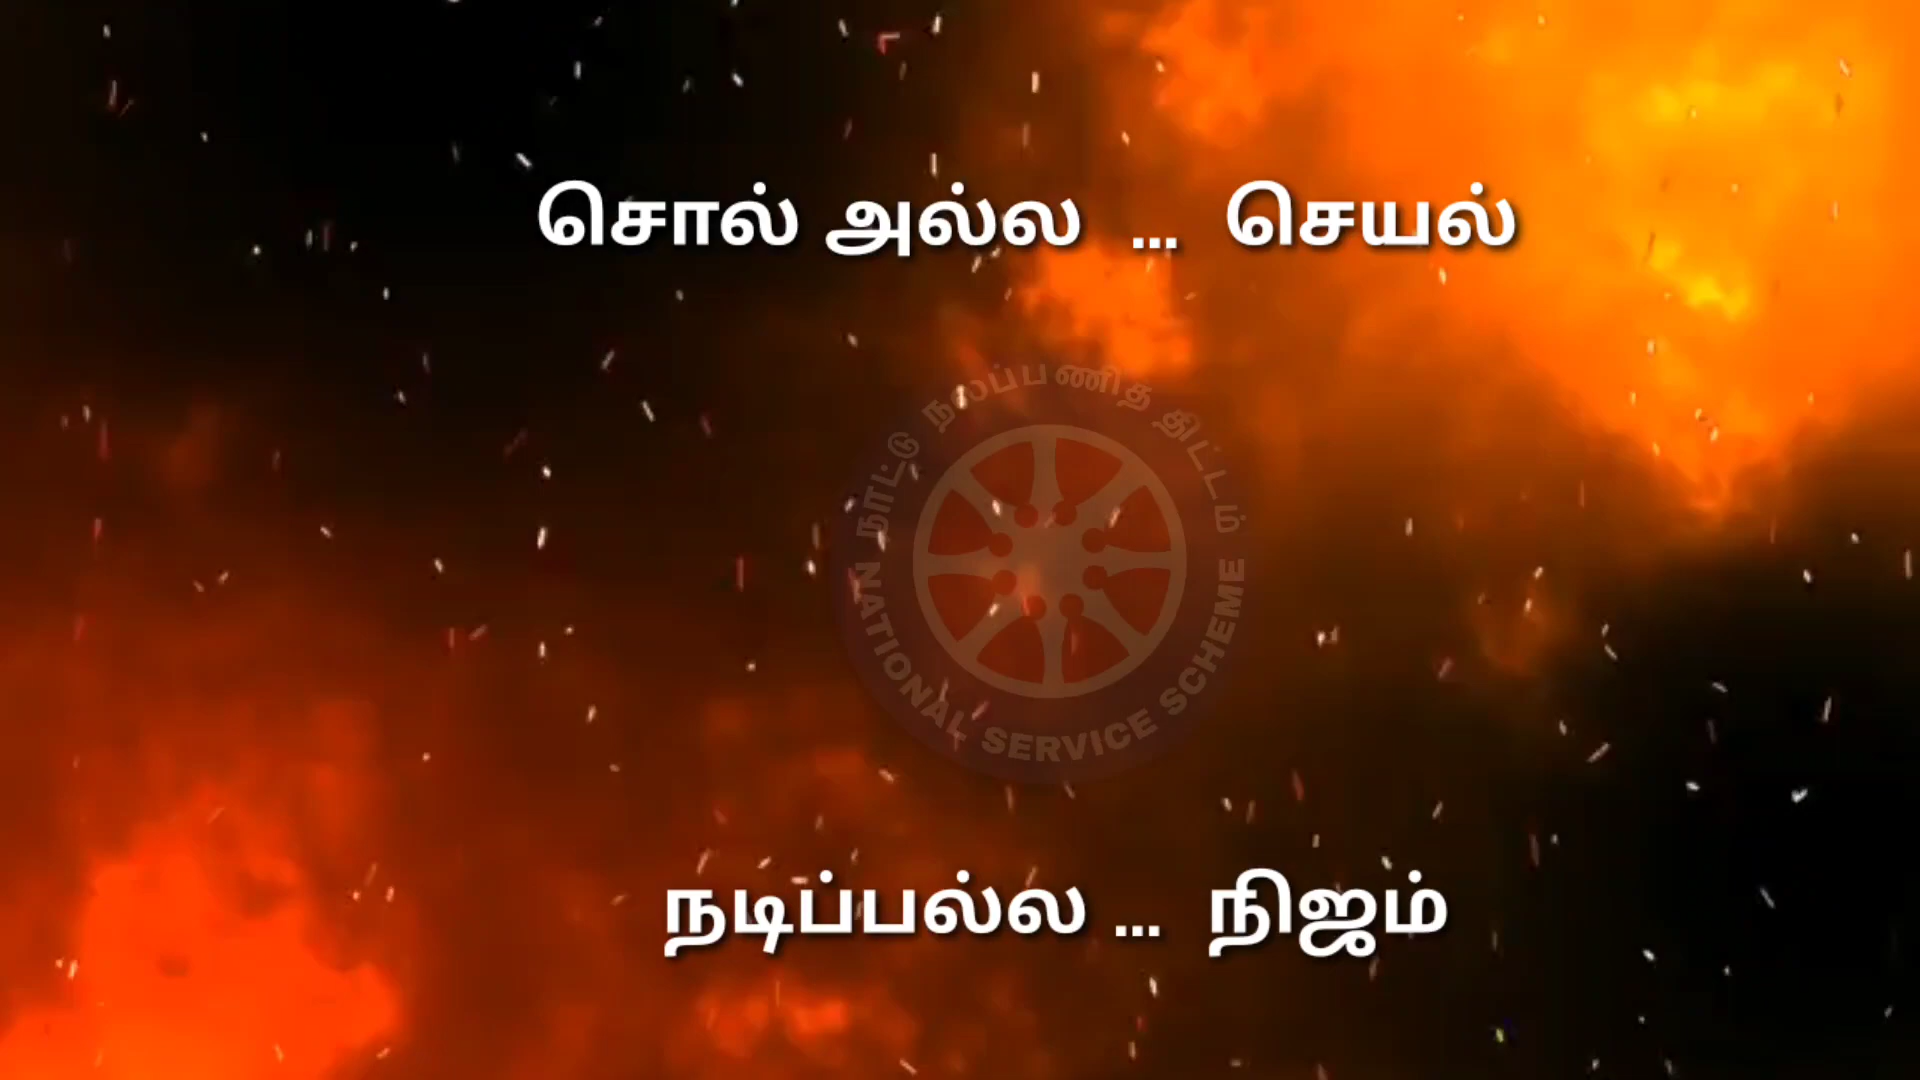 சொல் அல்ல ... செயல்
நாட்டு நலப்பணித் திட்டம்
NATIONAL SERVICE SCHEME
நடிப்பல்ல ... நிஜம்